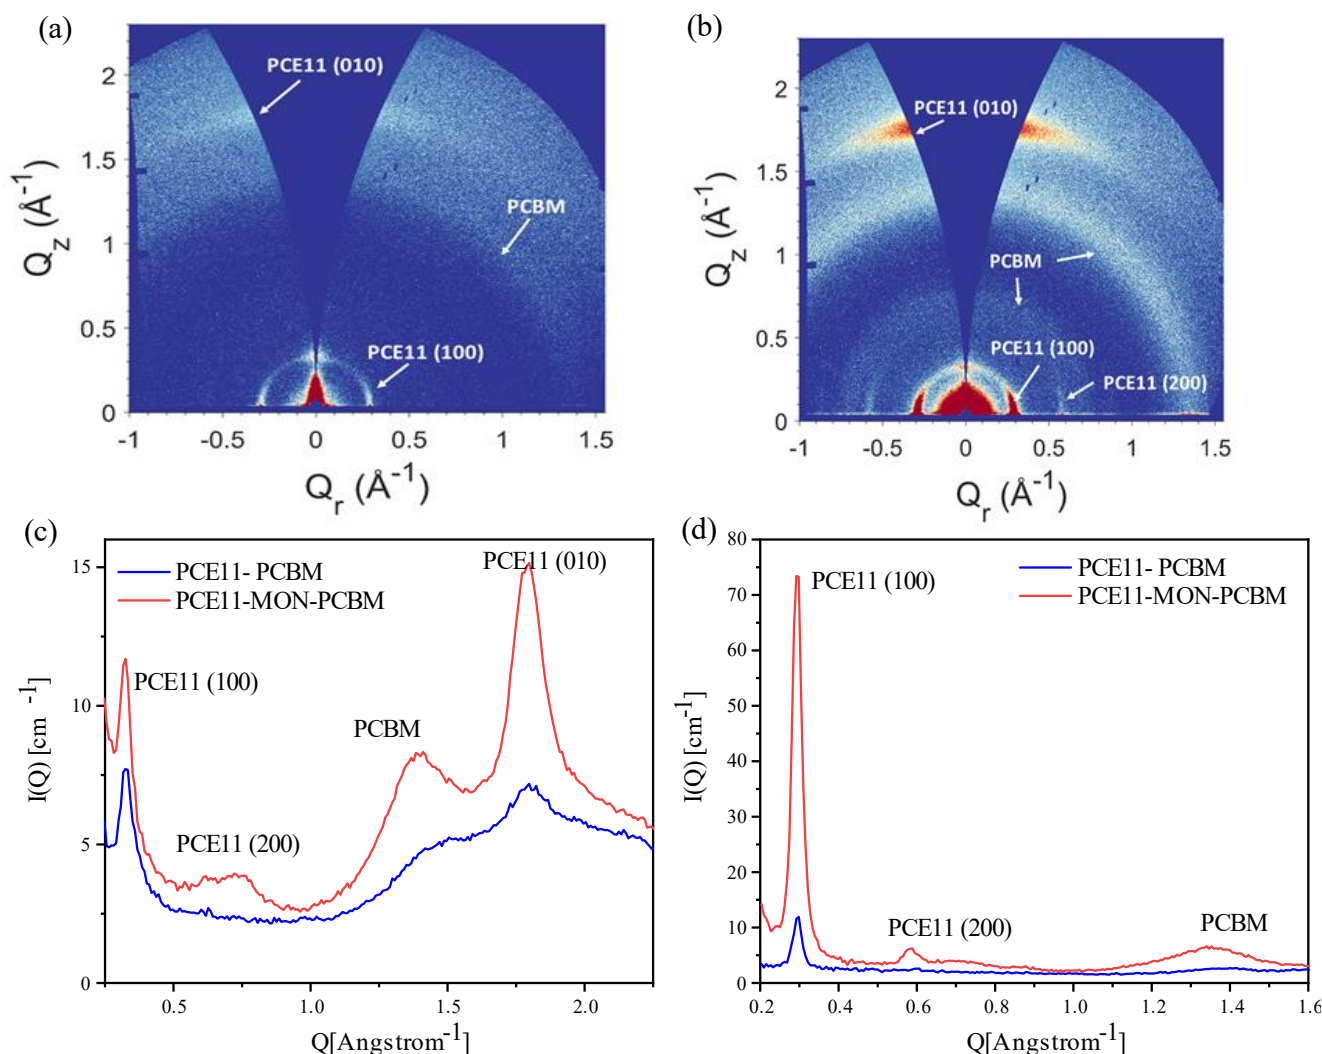 (a)
PCE11 (010)
PCBM
PCE11 (100)
2
1.5
1
0.5
0
-1
-0.5
0
0.5
1
1.5
Q_z (Å^-1)
Q_r (Å^-1)
(b)
PCE11 (010)
PCBM
PCE11 (100)
PCE11 (200)
2
1.5
1
0.5
0
-1
-0.5
0
0.5
1
1.5
Q_z (Å^-1)
Q_r (Å^-1)
(c)
PCE11- PCBM
PCE11-MON-PCBM
PCE11 (010)
PCE11 (100)
PCBM
PCE11 (200)
15
10
5
0
0.5
1.0
1.5
2.0
I(Q) [cm^-1]
Q[Angstrom^-1]
(d)
PCE11 (100)
PCE11- PCBM
PCE11-MON-PCBM
PCE11 (200)
PCBM
80
70
60
50
40
30
20
10
0
0.2
0.4
0.6
0.8
1.0
1.2
1.4
1.6
I(Q) [cm^-1]
Q[Angstrom^-1]